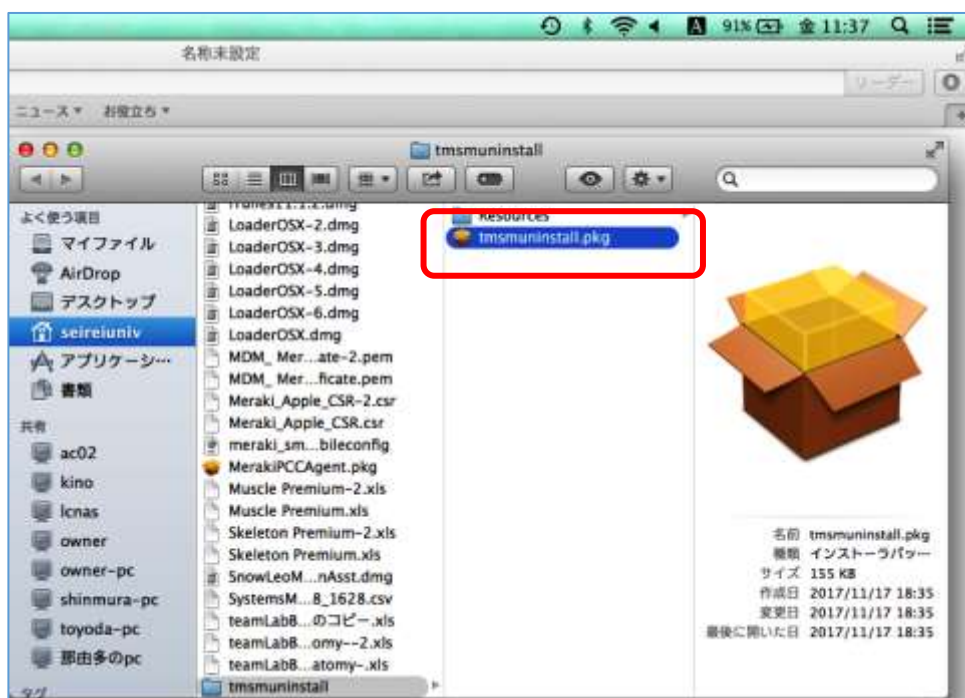 A 91% 金 11:37
名称未設定
リーダー
ニュース お役立ち
tmsmuninstall
よく使う項目
マイファイル
AirDrop
デスクトップ
seireiuniv
アプリケーシ…
書類
共有
ac02
kino
lcnas
owner
owner-pc
shinmura-pc
toyoda-pc
那由多のpc
タグ
LoaderOSX-2.dmg
LoaderOSX-3.dmg
LoaderOSX-4.dmg
LoaderOSX-5.dmg
LoaderOSX-6.dmg
LoaderOSX.dmg
MDM_ Mer...ate-2.pem
MDM_ Mer...ficate.pem
Meraki_Apple_CSR-2.csr
Meraki_Apple_CSR.csr
meraki_sm...bileconfig
MerakiPCCAgent.pkg
Muscle Premium-2.xls
Muscle Premium.xls
Skeleton Premium-2.xls
Skeleton Premium.xls
SnowLeoM...nAsst.dmg
SystemsM...8_1628.csv
teamLabB...のコピー.xls
teamLabB...omy--2.xls
teamLabB...atomy-.xls
tmsmuninstall
Resources
tmsmuninstall.pkg
名前 tmsmuninstall.pkg
種類 インストーラパッ…
サイズ 155 KB
作成日 2017/11/17 18:35
変更日 2017/11/17 18:35
最後に開いた日 2017/11/17 18:35